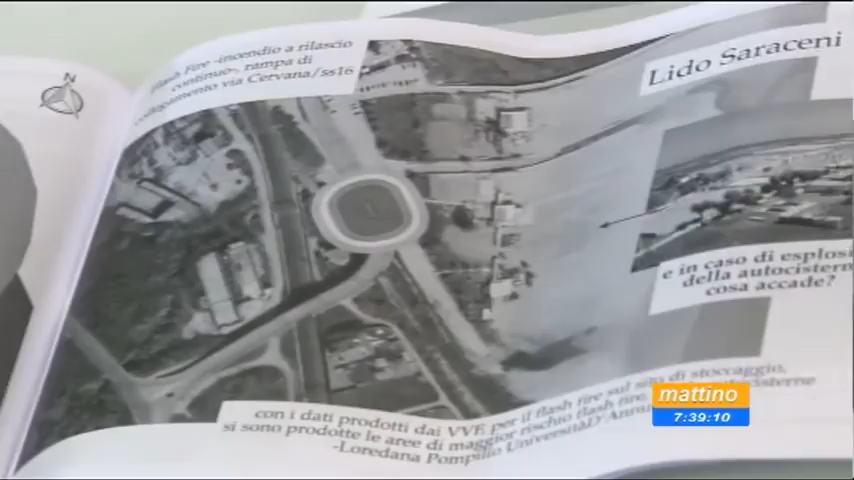 Flash Fire -incendio a rilascio
continuo-, rampa di
collegamento via Cervana/ss16
N
Lido Saraceni
e in caso di esplosi
della autocistern
cosa accade?
con i dati prodotti dai VVF per il flash fire sul sito di stoccaggio,
si sono prodotte le aree di maggior rischio flash fire,
-Loredana Pompilio Università
mattino
7:39:10